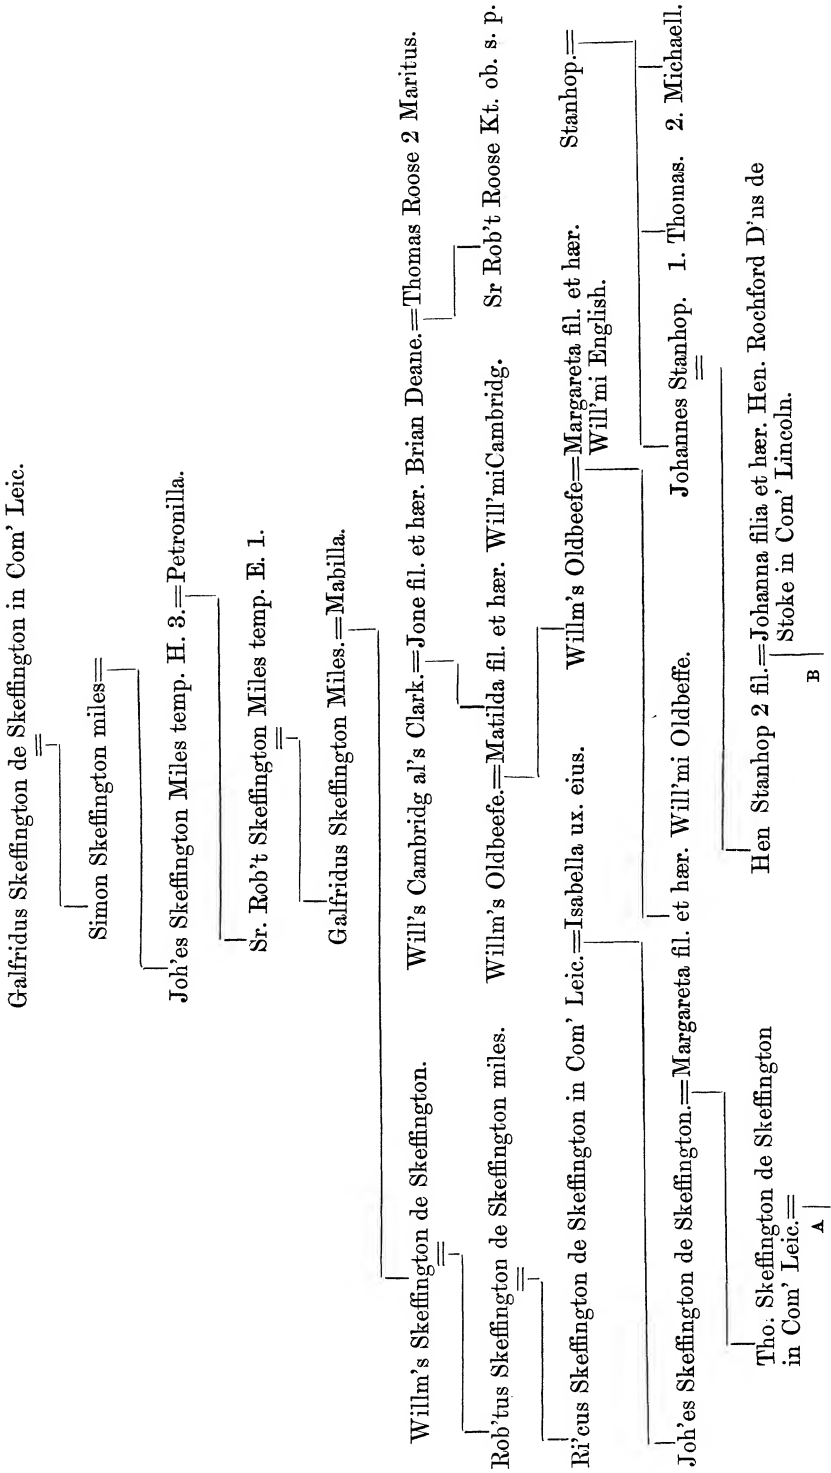 Galfridus Skeffington de Skeffington in Com' Leic.
Simon Skeffington miles=
Joh'es Skeffington Miles temp. H. 3.=Petronilla.
Sr. Rob't Skeffington Miles temp. E. 1.
Galfridus Skeffington Miles.=Mabilla.
Willm's Skeffington de Skeffington. Will's Cambridg al's Clark.=Jone fil. et hær. Brian Deane.=Thomas Roose 2 Maritus.
Rob'tus Skeffington de Skeffington miles. Willm's Oldbeefe.=Matilda fil. et hær. Will'miCambridg. Sr Rob't Roose Kt. ob. s. p.
Ri'cus Skeffington de Skeffington in Com' Leic.=Isabella ux. eius. Willm's Oldbeefe=Margareta fil. et hær. Stanhop.=
Will'mi English.
Joh'es Skeffington de Skeffington.=Margareta fil. et hær. Will'mi Oldbeffe. Johannes Stanhop. 1. Thomas. 2. Michaell.
Tho. Skeffington de Skeffington Hen Stanhop 2 fil.=Johanna filia et hær. Hen. Rochford D'ns de
in Com' Leic.= Stoke in Com' Lincoln.
A B